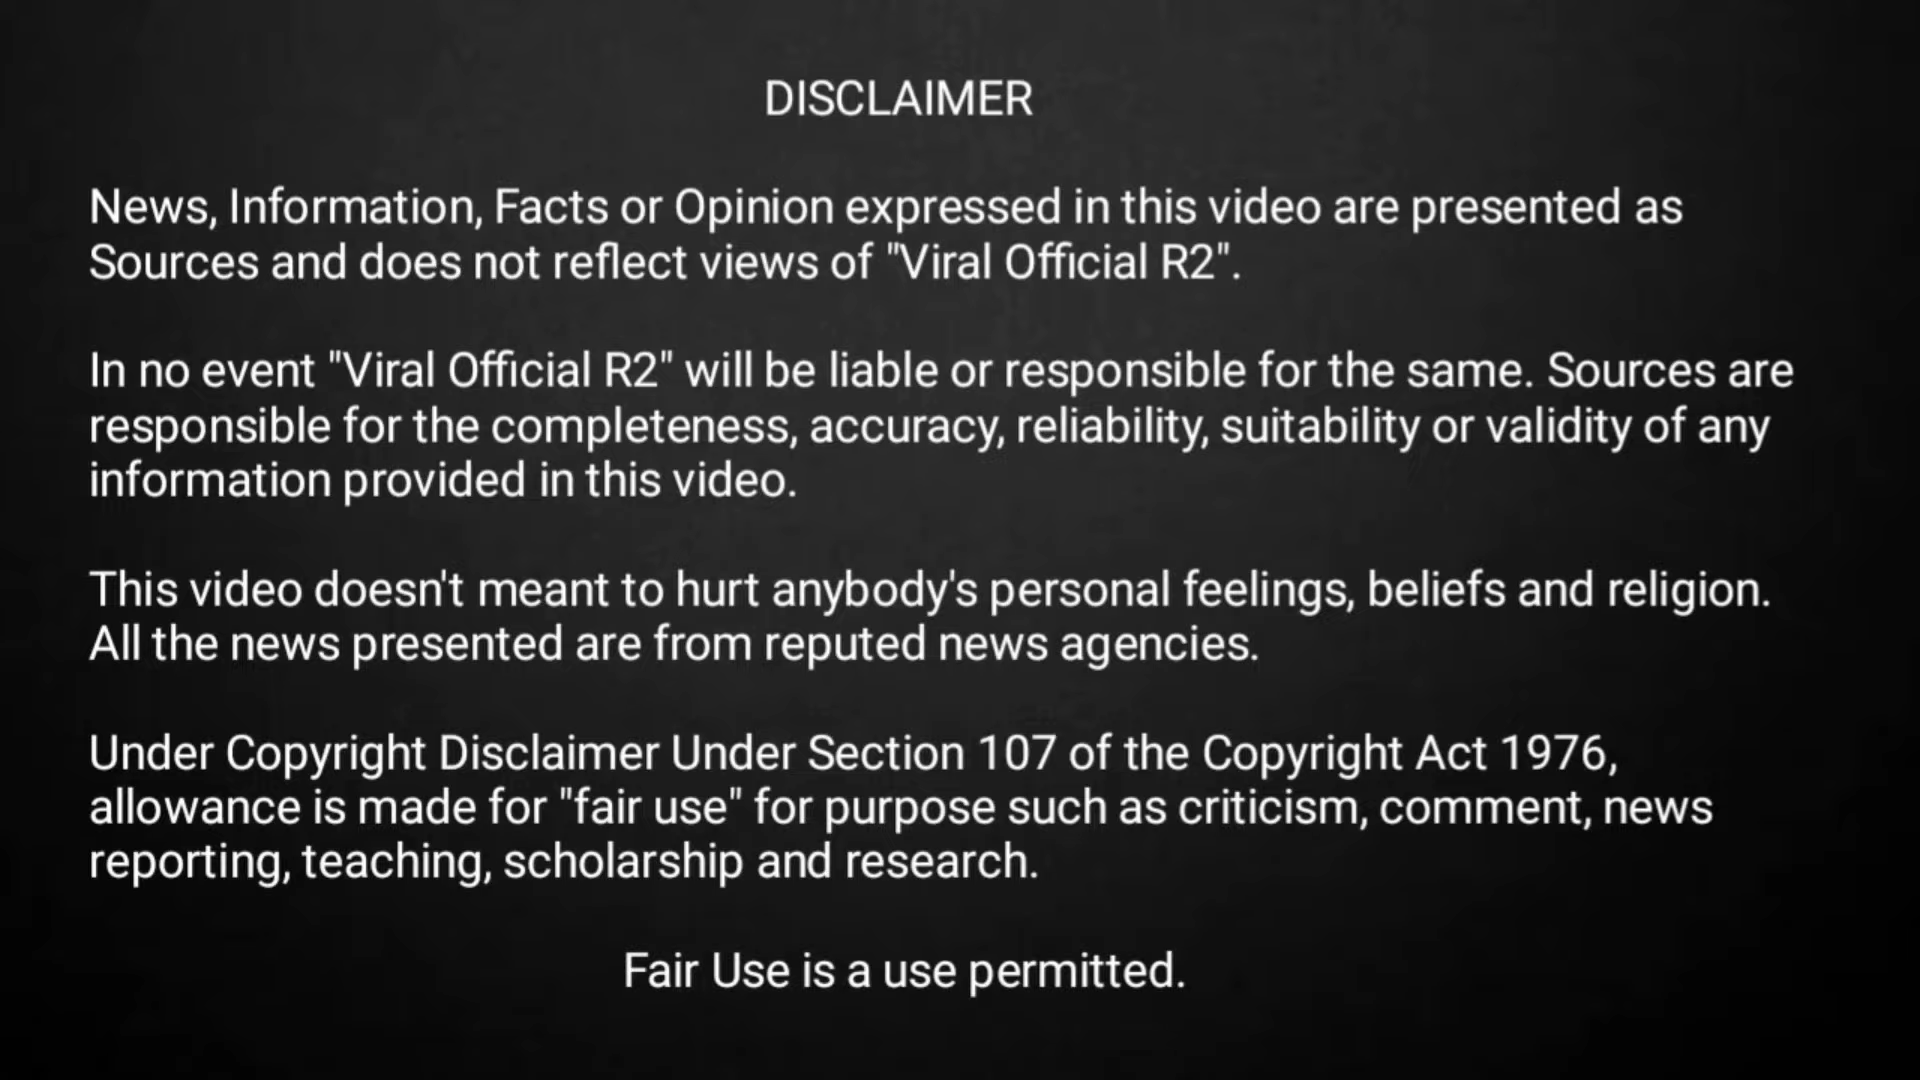 DISCLAIMER
News, Information, Facts or Opinion expressed in this video are presented as
Sources and does not reflect views of "Viral Official R2".
In no event "Viral Official R2" will be liable or responsible for the same. Sources are
responsible for the completeness, accuracy, reliability, suitability or validity of any
information provided in this video.
This video doesn't meant to hurt anybody's personal feelings, beliefs and religion.
All the news presented are from reputed news agencies.
Under Copyright Disclaimer Under Section 107 of the Copyright Act 1976,
allowance is made for "fair use" for purpose such as criticism, comment, news
reporting, teaching, scholarship and research.
Fair Use is a use permitted.